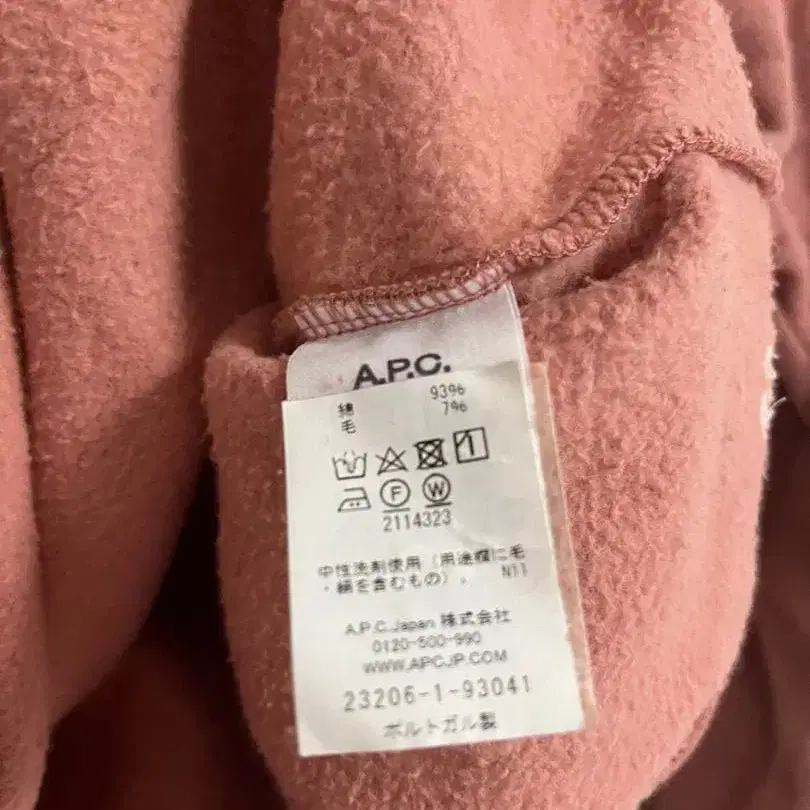 A.P.C.
綿 93%
毛 7%
F W
2114323
中性洗剤使用（用途欄に毛
・絹を含むもの）． N11
A.P.C.Japan 株式会社
0120-500-990
WWW.APCJP.COM
23206-1-93041
ポルトガル製